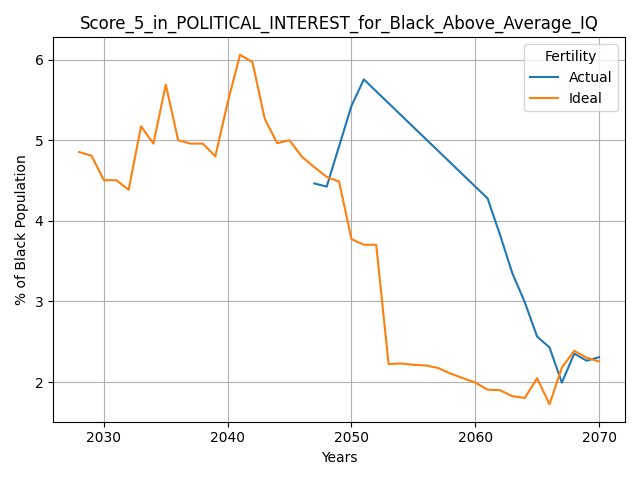 Score_5_in_POLITICAL_INTEREST_for_Black_Above_Average_IQ
Fertility
Actual
Ideal
% of Black Population
6
5
4
3
2
2030
2040
2050
2060
2070
Years